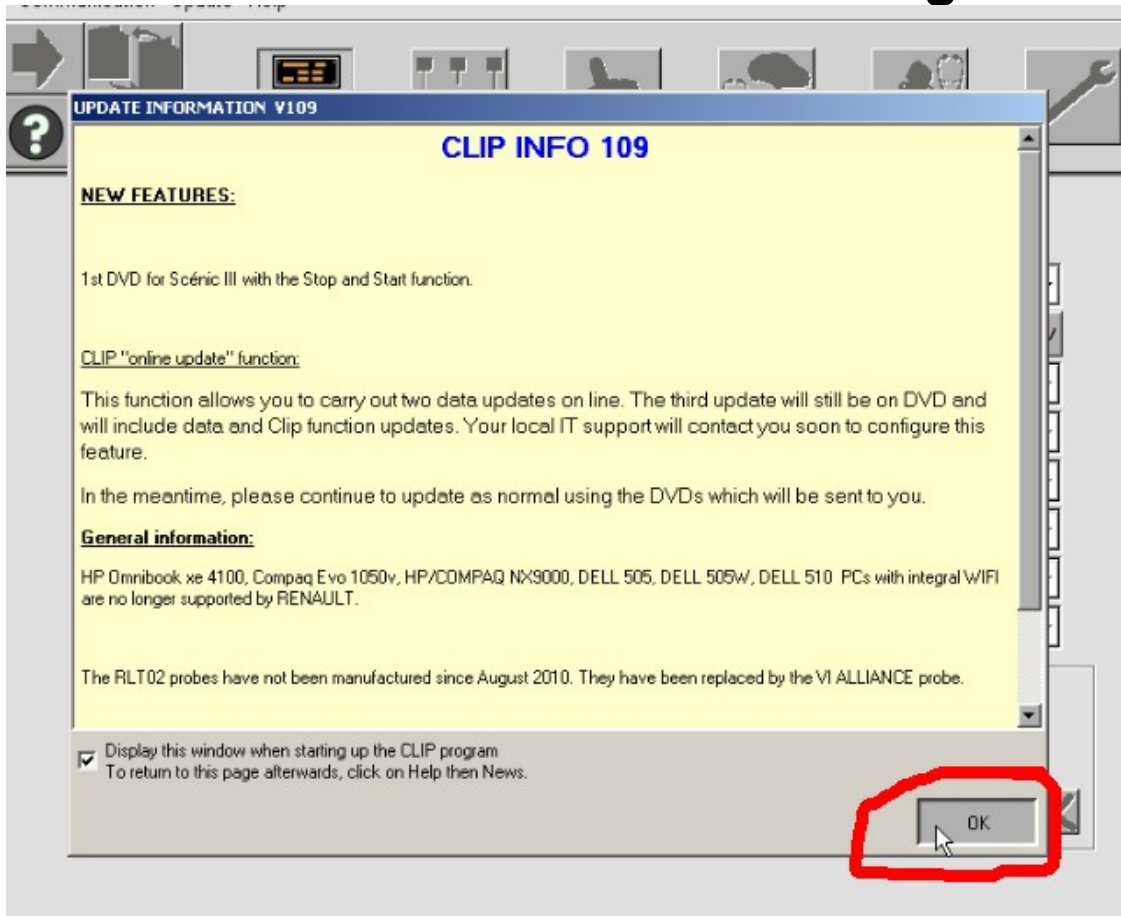 Communication Update Help
UPDATE INFORMATION V109
CLIP INFO 109
NEW FEATURES:
1st DVD for Scénic III with the Stop and Start function.
CLIP "online update" function:
This function allows you to carry out two data updates on line. The third update will still be on DVD and
will include data and Clip function updates. Your local IT support will contact you soon to configure this
feature.
In the meantime, please continue to update as normal using the DVDs which will be sent to you.
General information:
HP Omnibook xe 4100, Compaq Evo 1050v, HP/COMPAQ NX9000, DELL 505, DELL 505W, DELL 510 PCs with integral WIFI
are no longer supported by RENAULT.
The RLT02 probes have not been manufactured since August 2010. They have been replaced by the VI ALLIANCE probe.
Display this window when starting up the CLIP program
To return to this page afterwards, click on Help then News.
OK